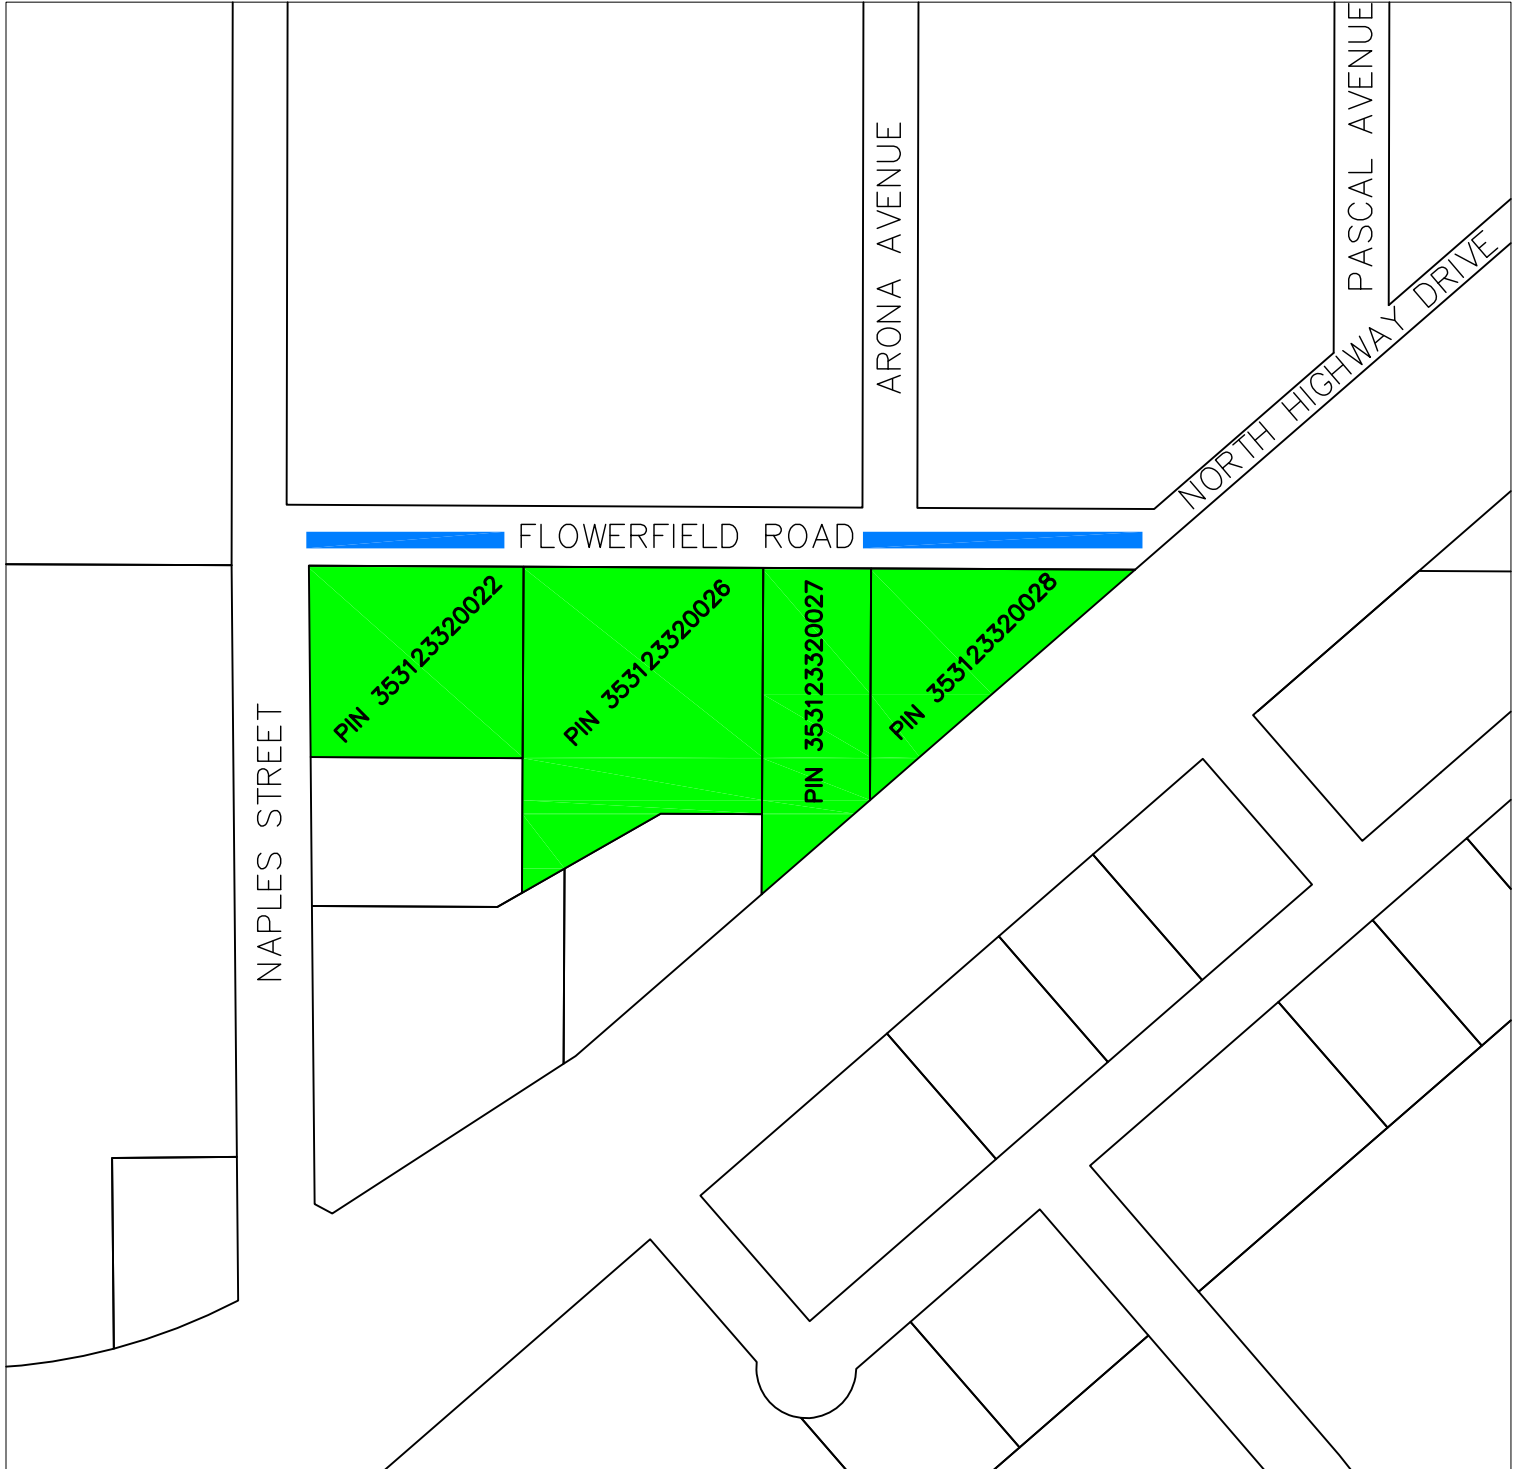 PASCAL AVENUE
ARONA AVENUE
NORTH HIGHWAY DRIVE
FLOWERFIELD ROAD
PIN 353123320022
PIN 353123320026
PIN 353123320027
PIN 353123320028
NAPLES STREET